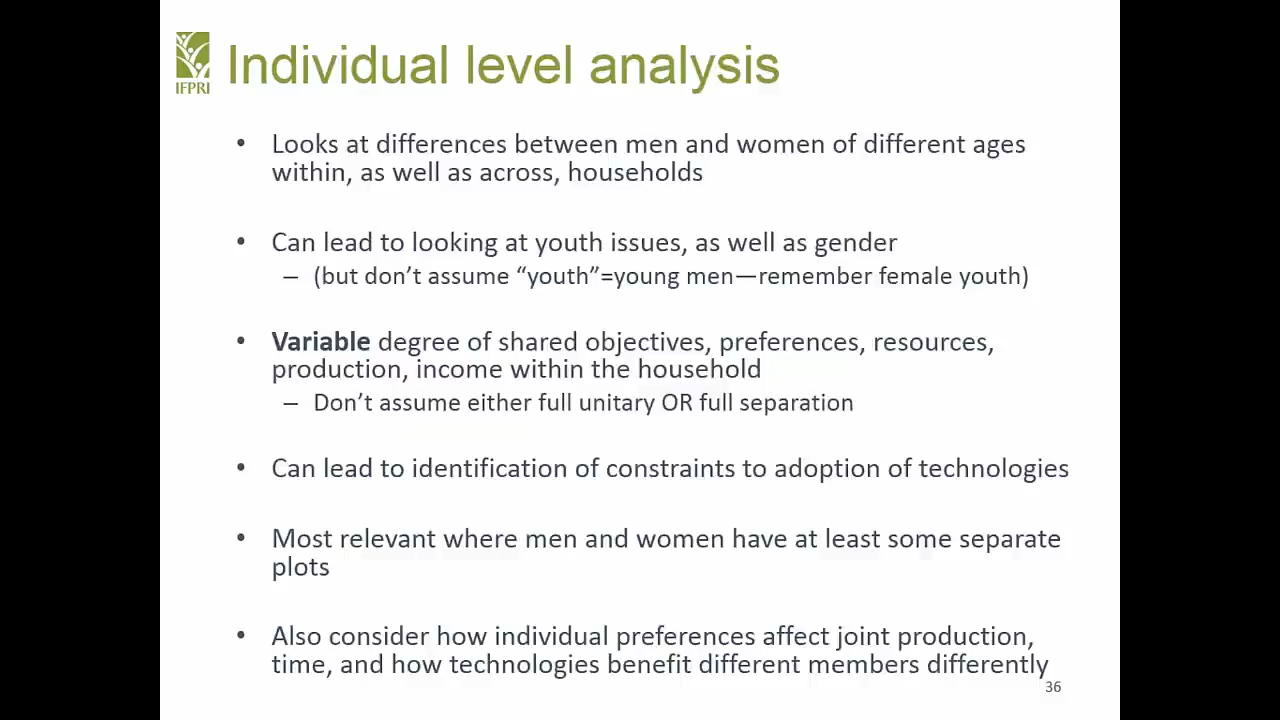 IFPRI
Individual level analysis
• Looks at differences between men and women of different ages
within, as well as across, households
• Can lead to looking at youth issues, as well as gender
– (but don’t assume “youth”=young men—remember female youth)
• Variable degree of shared objectives, preferences, resources,
production, income within the household
– Don’t assume either full unitary OR full separation
• Can lead to identification of constraints to adoption of technologies
• Most relevant where men and women have at least some separate
plots
• Also consider how individual preferences affect joint production,
time, and how technologies benefit different members differently
36